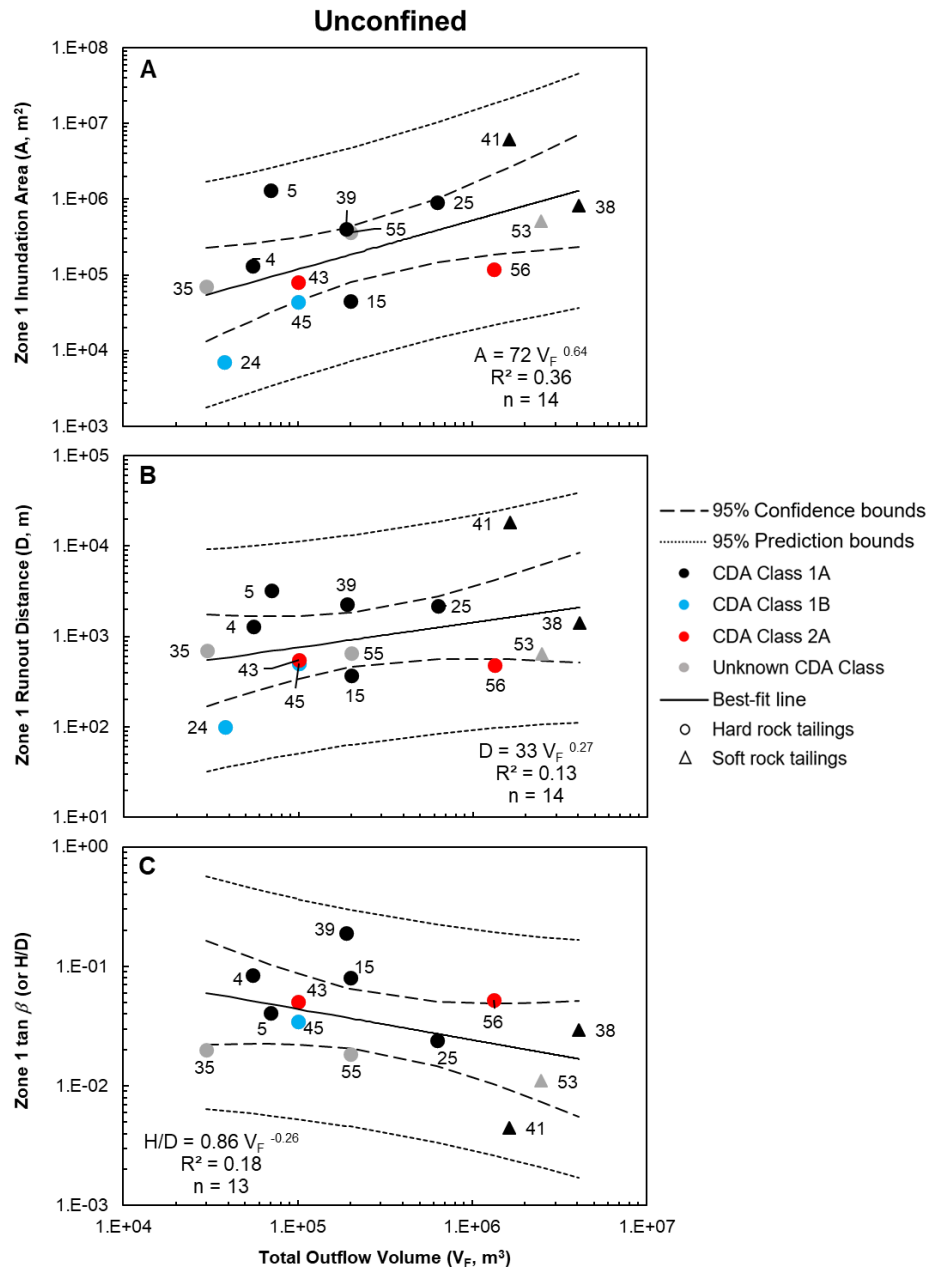 Unconfined
A
1.E+08
1.E+07
1.E+06
1.E+05
1.E+04
1.E+03
Zone 1 Inundation Area (A, m²)
41
5
39
25
38
55
53
4
35
43
56
45
15
24
A = 72 V_F ^0.64
R² = 0.36
n = 14
B
1.E+05
1.E+04
1.E+03
1.E+02
1.E+01
Zone 1 Runout Distance (D, m)
41
5
39
25
4
38
35
55
53
43
45
15
56
24
D = 33 V_F ^0.27
R² = 0.13
n = 14
95% Confidence bounds
95% Prediction bounds
CDA Class 1A
CDA Class 1B
CDA Class 2A
Unknown CDA Class
Best-fit line
Hard rock tailings
Soft rock tailings
C
1.E+00
1.E-01
1.E-02
1.E-03
Zone 1 tan β (or H/D)
39
15
4
43
56
5
45
38
35
55
25
53
41
H/D = 0.86 V_F ^-0.26
R² = 0.18
n = 13
1.E+04
1.E+05
1.E+06
1.E+07
Total Outflow Volume (V_F, m³)